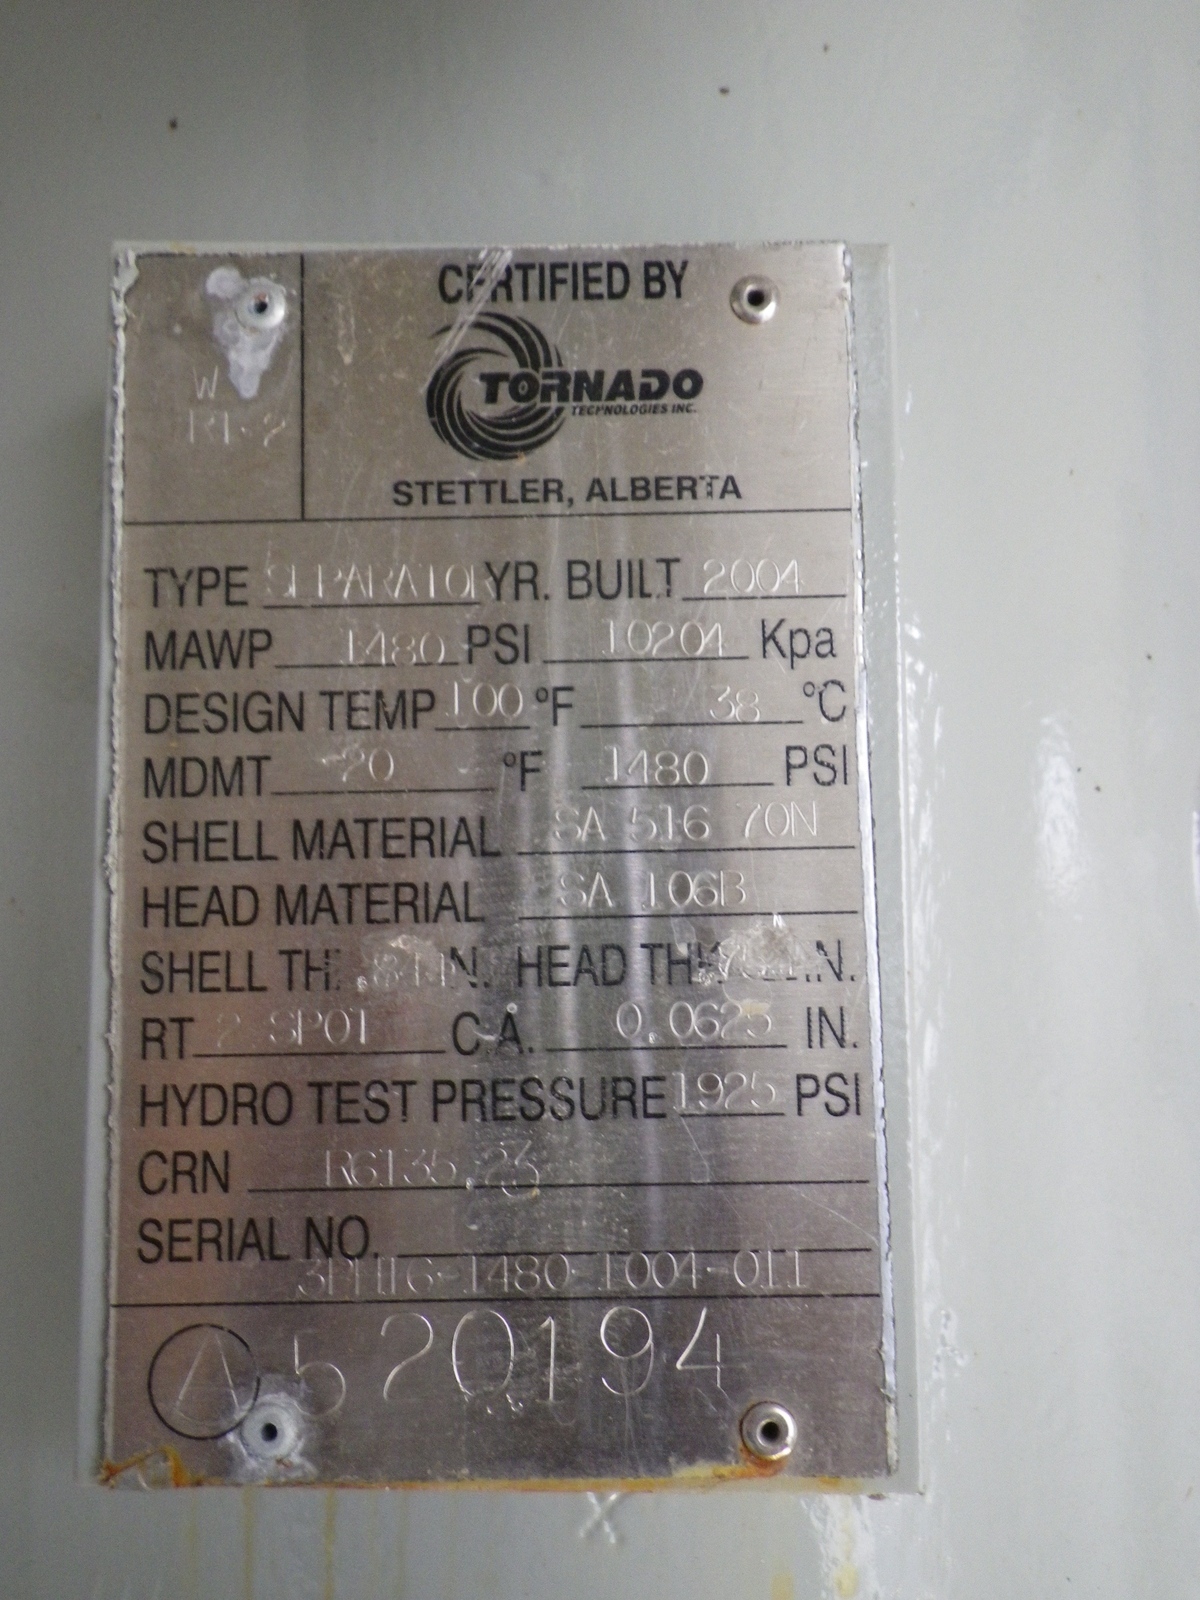 CERTIFIED BY
TORNADO
TECHNOLOGIES INC.
STETTLER, ALBERTA
W
RT-2
TYPE SEPARATOR YR. BUILT 2004
MAWP 1480 PSI 10204 Kpa
DESIGN TEMP 100 °F 38 °C
MDMT -20 °F 1480 PSI
SHELL MATERIAL SA 516 70N
HEAD MATERIAL SA 106B
SHELL TH. IN. HEAD THK. IN.
RT 2 SPOT C.A. 0.0625 IN.
HYDRO TEST PRESSURE 1925 PSI
CRN R6135.23
SERIAL NO.
-1480-1004-011
A 520194